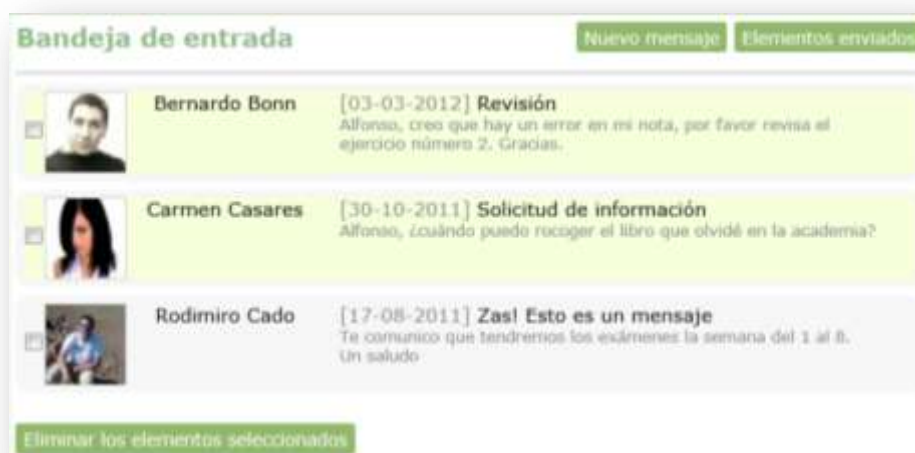 Bandeja de entrada
Nuevo mensaje
Elementos enviados
Bernardo Bonn
[03-03-2012] Revisión
Alfonso, creo que hay un error en mi nota, por favor revisa el
ejercicio número 2. Gracias.
Carmen Casares
[30-10-2011] Solicitud de información
Alfonso, ¿cuándo puedo recoger el libro que olvidé en la academia?
Rodimiro Cado
[17-08-2011] Zas! Esto es un mensaje
Te comunico que tendremos los exámenes la semana del 1 al 8.
Un saludo
Eliminar los elementos seleccionados